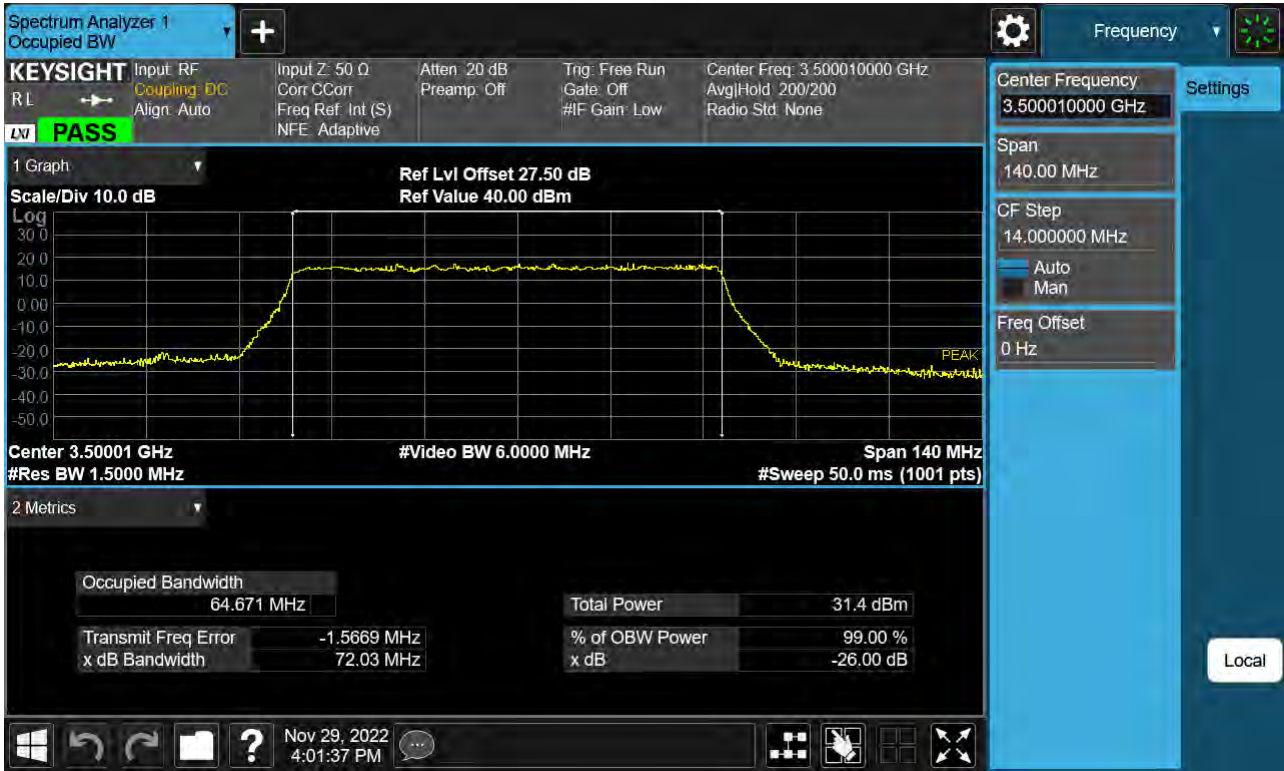 Spectrum Analyzer 1
Occupied BW
+
Frequency
KEYSIGHT
RL
LXI PASS
Input: RF
Coupling: DC
Align: Auto
Input Z: 50 Ω
Corr CCorr
Freq Ref: Int (S)
NFE: Adaptive
Atten: 20 dB
Preamp: Off
Trig: Free Run
Gate: Off
#IF Gain: Low
Center Freq: 3.500010000 GHz
Avg|Hold: 200/200
Radio Std: None
Center Frequency
3.500010000 GHz
Settings
Span
140.00 MHz
CF Step
14.000000 MHz
Auto
Man
Freq Offset
0 Hz
Local
1 Graph
Scale/Div 10.0 dB
Ref Lvl Offset 27.50 dB
Ref Value 40.00 dBm
Log
30.0
20.0
10.0
0.00
-10.0
-20.0
-30.0
-40.0
-50.0
PEAK
Center 3.50001 GHz
#Video BW 6.0000 MHz
Span 140 MHz
#Res BW 1.5000 MHz
#Sweep 50.0 ms (1001 pts)
2 Metrics
Occupied Bandwidth
64.671 MHz
Total Power 31.4 dBm
Transmit Freq Error -1.5669 MHz
% of OBW Power 99.00 %
x dB Bandwidth 72.03 MHz
x dB -26.00 dB
?
Nov 29, 2022
4:01:37 PM